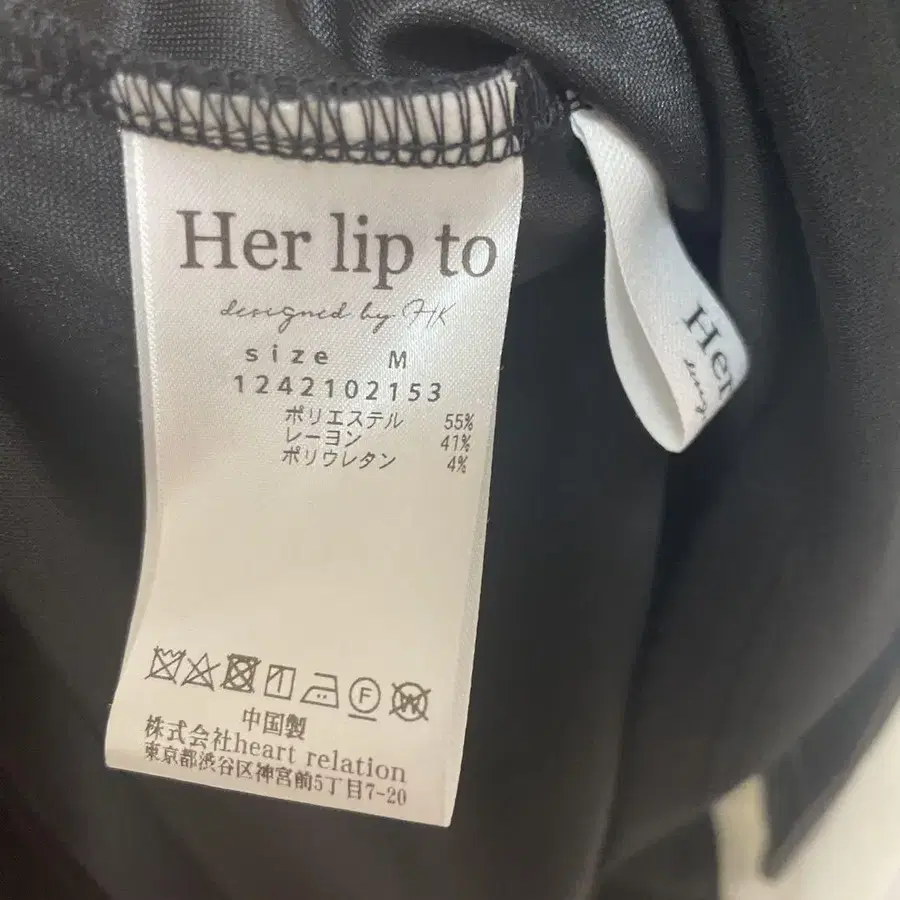 Her lip to
designed by HK
size M
1242102153
ポリエステル 55%
レーヨン 41%
ポリウレタン 4%
F
W
中国製
株式会社heart relation
東京都渋谷区神宮前5丁目7-20
Her